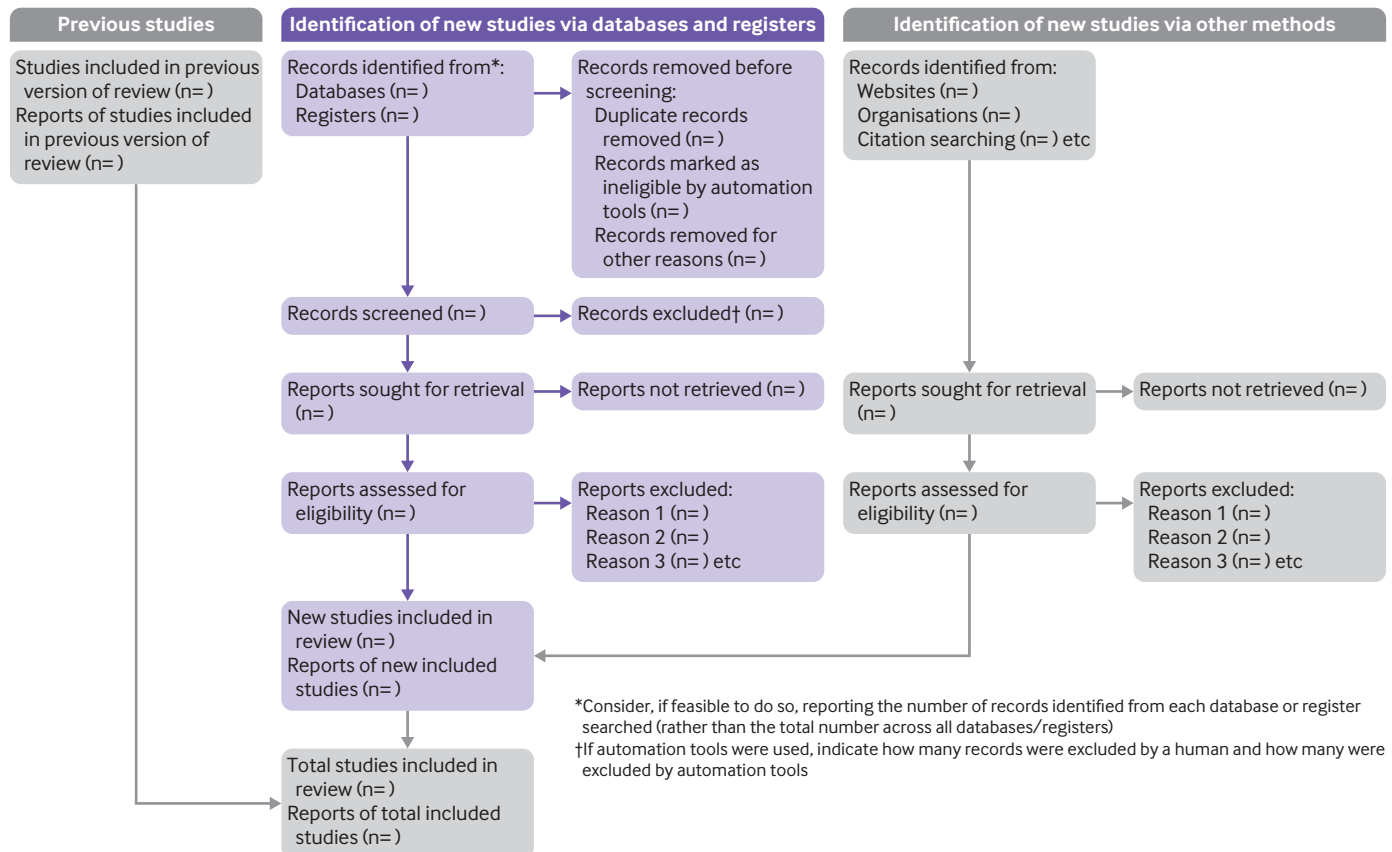 Previous studies
Studies included in previous
version of review (n= )
Reports of studies included
in previous version of
review (n= )
Identification of new studies via databases and registers
Records identified from*:
Databases (n= )
Registers (n= )
Records removed before
screening:
Duplicate records
removed (n= )
Records marked as
ineligible by automation
tools (n= )
Records removed for
other reasons (n= )
Records screened (n= )
Records excluded† (n= )
Reports sought for retrieval
(n= )
Reports not retrieved (n= )
Reports assessed for
eligibility (n= )
Reports excluded:
Reason 1 (n= )
Reason 2 (n= )
Reason 3 (n= ) etc
New studies included in
review (n= )
Reports of new included
studies (n= )
Total studies included in
review (n= )
Reports of total included
studies (n= )
Identification of new studies via other methods
Records identified from:
Websites (n= )
Organisations (n= )
Citation searching (n= ) etc
Reports sought for retrieval
(n= )
Reports not retrieved (n= )
Reports assessed for
eligibility (n= )
Reports excluded:
Reason 1 (n= )
Reason 2 (n= )
Reason 3 (n= ) etc
*Consider, if feasible to do so, reporting the number of records identified from each database or register
searched (rather than the total number across all databases/registers)
†If automation tools were used, indicate how many records were excluded by a human and how many were
excluded by automation tools